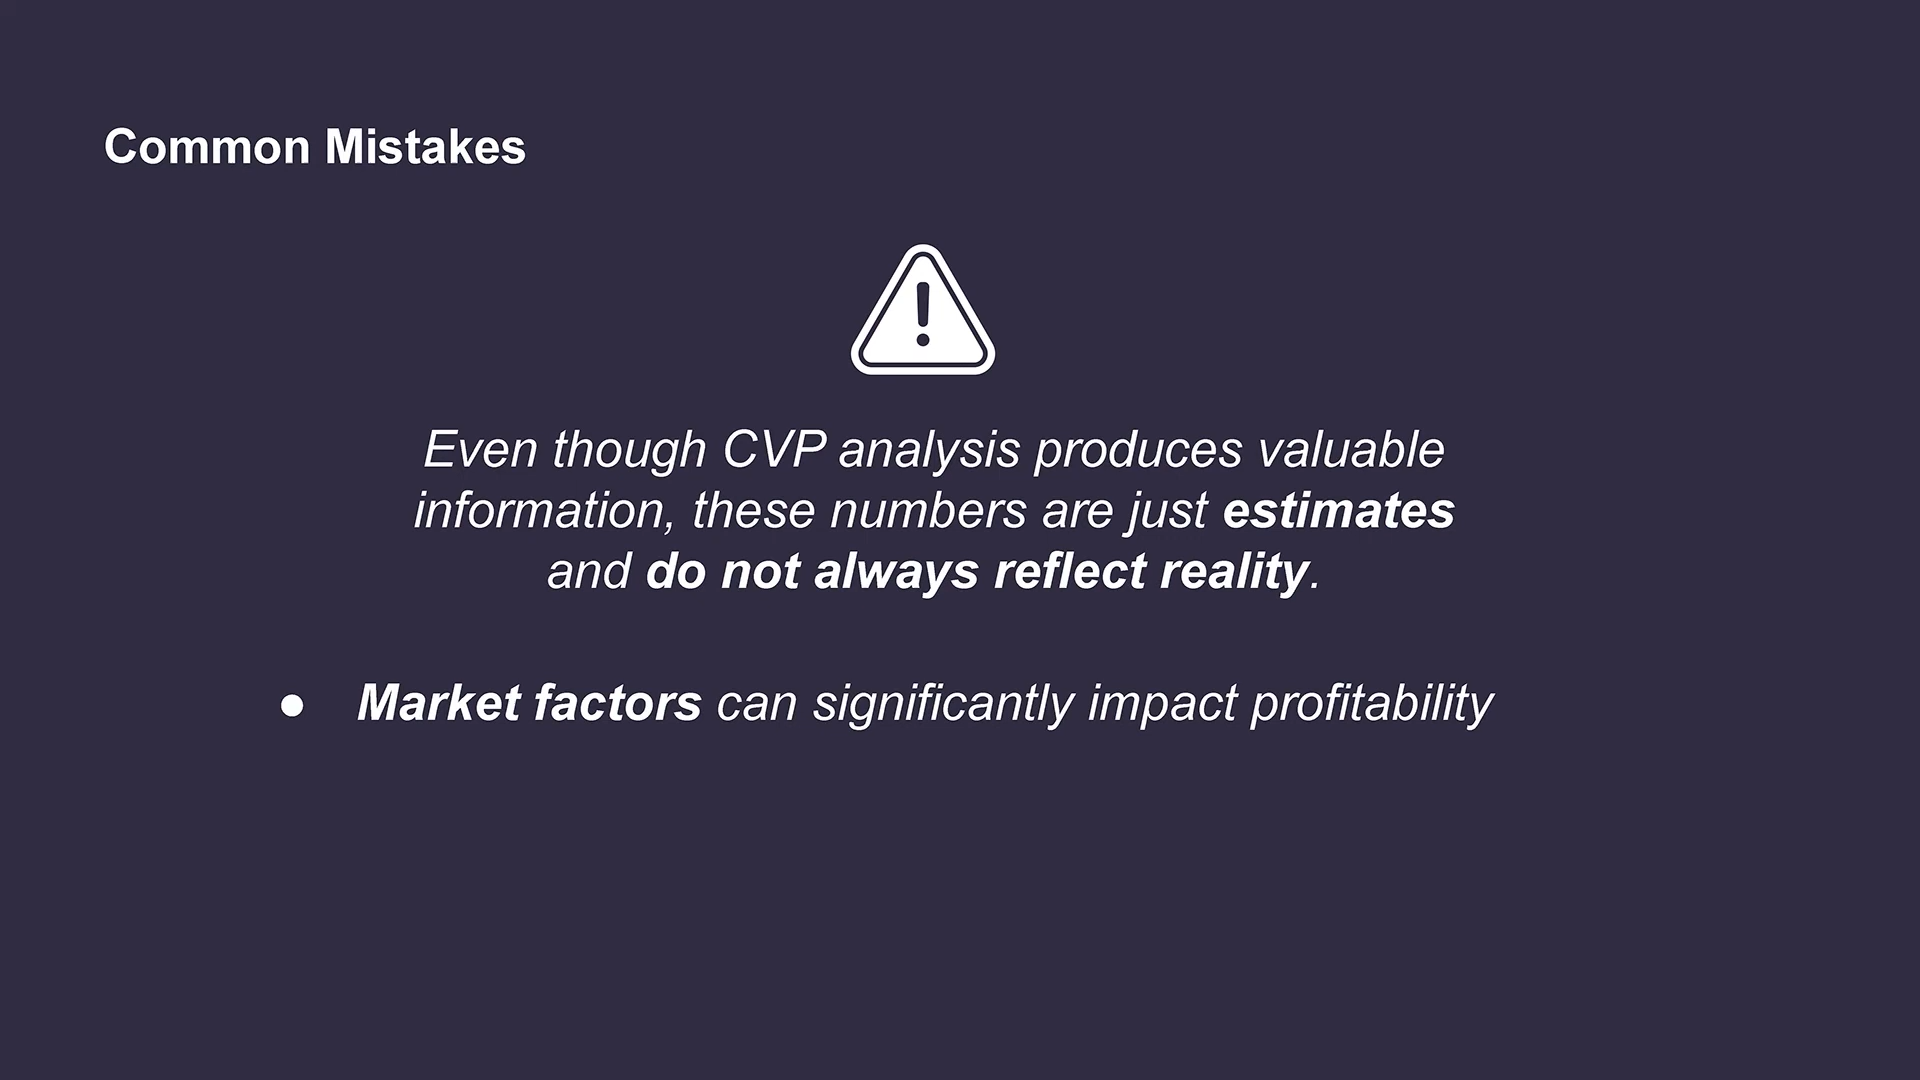 Common Mistakes
Even though CVP analysis produces valuable
information, these numbers are just estimates
and do not always reflect reality.
● Market factors can significantly impact profitability